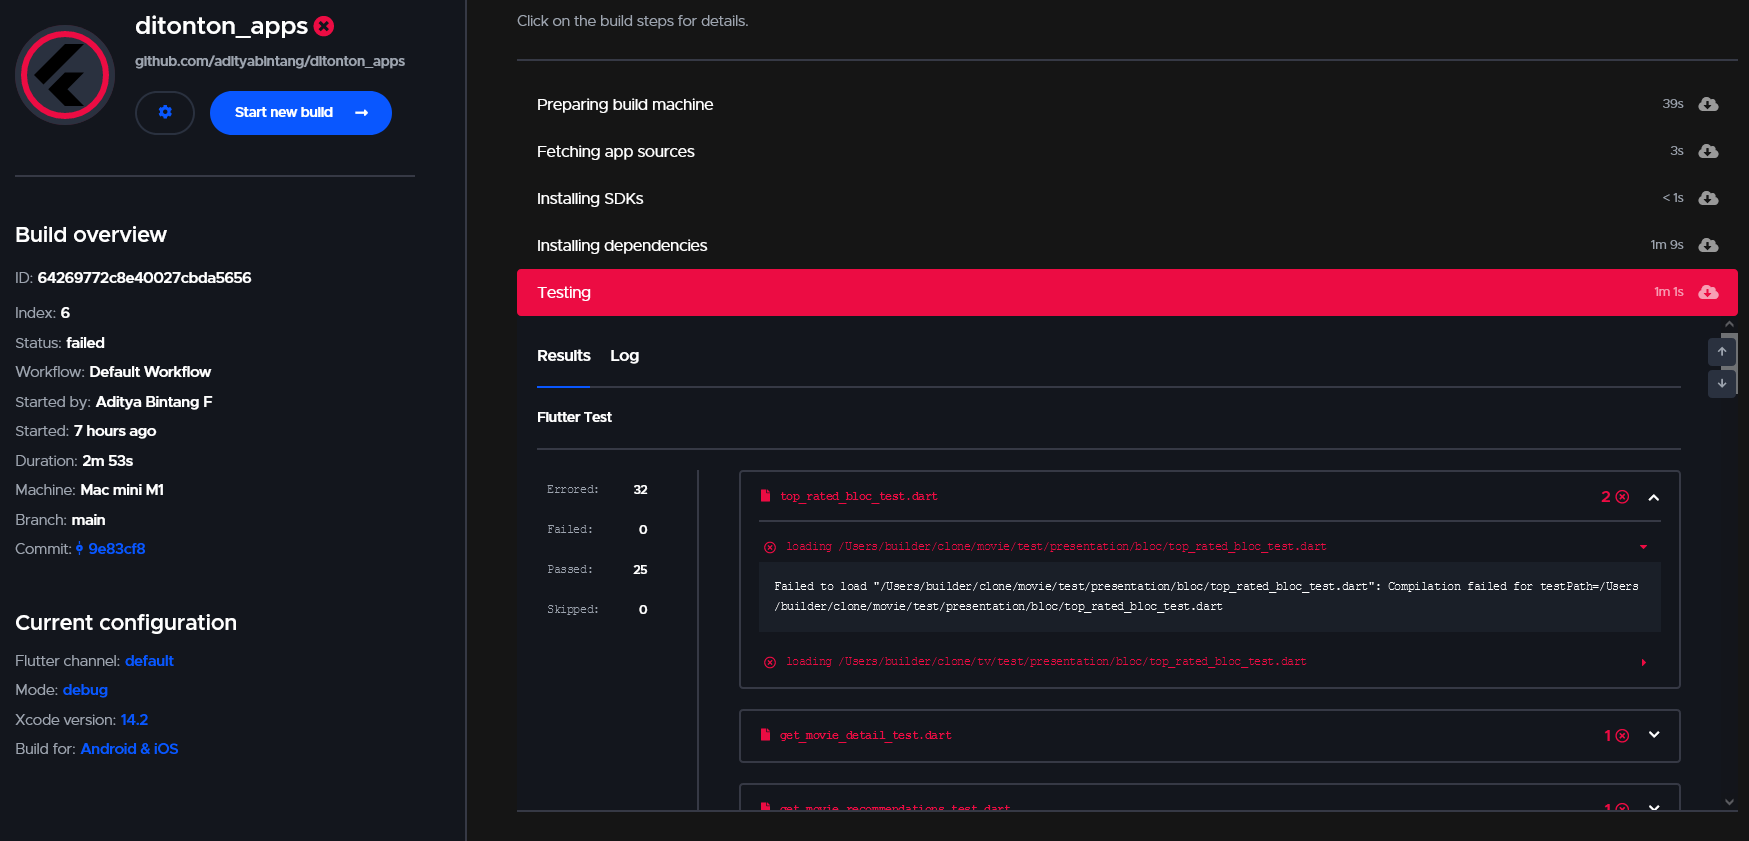 ditonton_apps
github.com/adityabintang/ditonton_apps
Start new build
Build overview
ID: 64269772c8e40027cbda5656
Index: 6
Status: failed
Workflow: Default Workflow
Started by: Aditya Bintang F
Started: 7 hours ago
Duration: 2m 53s
Machine: Mac mini M1
Branch: main
Commit: 9e83cf8
Current configuration
Flutter channel: default
Mode: debug
Xcode version: 14.2
Build for: Android & iOS
Click on the build steps for details.
Preparing build machine 39s
Fetching app sources 3s
Installing SDKs < 1s
Installing dependencies 1m 9s
Testing 1m 1s
Results Log
Flutter Test
Errored: 32
Failed: 0
Passed: 25
Skipped: 0
top_rated_bloc_test.dart 2
loading /Users/builder/clone/movie/test/presentation/bloc/top_rated_bloc_test.dart
Failed to load "/Users/builder/clone/movie/test/presentation/bloc/top_rated_bloc_test.dart": Compilation failed for testPath=/Users
/builder/clone/movie/test/presentation/bloc/top_rated_bloc_test.dart
loading /Users/builder/clone/tv/test/presentation/bloc/top_rated_bloc_test.dart
get_movie_detail_test.dart 1
get_movie_recommendations_test.dart 1